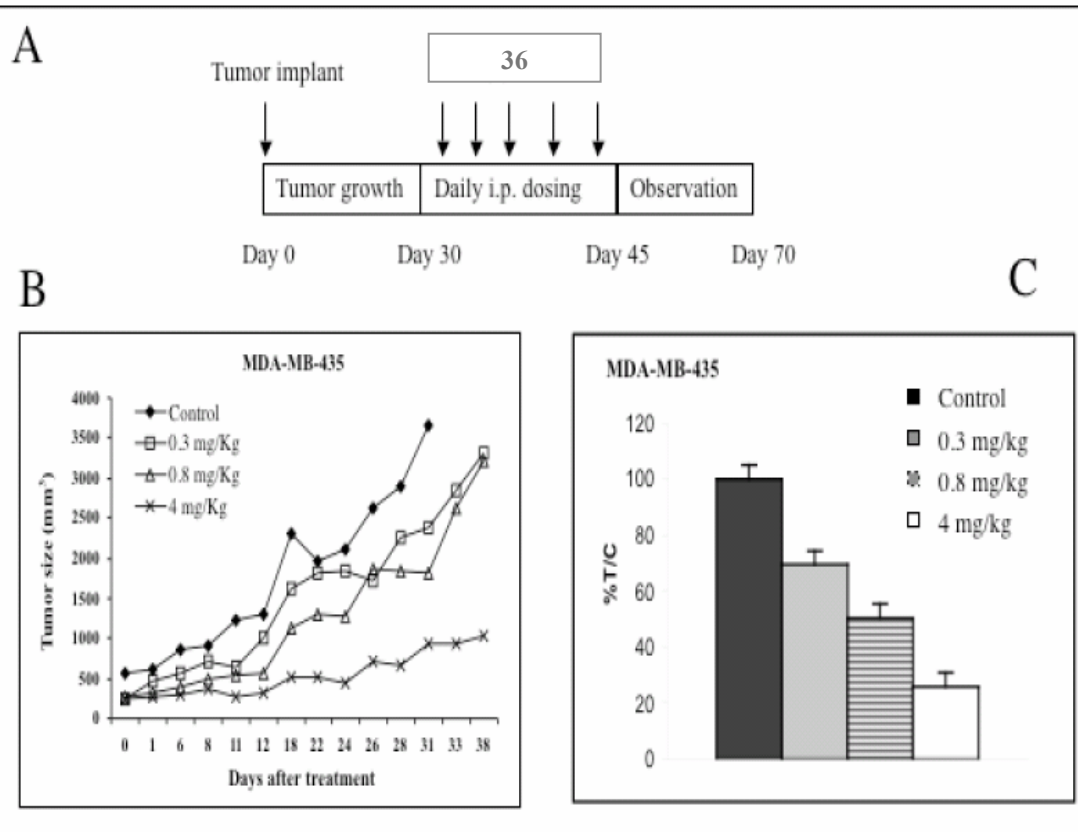 A
36
Tumor implant
Tumor growth Daily i.p. dosing Observation
Day 0 Day 30 Day 45 Day 70
B
C
MDA-MB-435
4000
3500
3000
2500
2000
1500
1000
500
0
Tumor size (mm³)
Control
0.3 mg/Kg
0.8 mg/Kg
4 mg/Kg
0 1 6 8 11 12 18 22 24 26 28 31 33 38
Days after treatment
MDA-MB-435
Control
0.3 mg/kg
0.8 mg/kg
4 mg/kg
120
100
80
60
40
20
0
%T/C